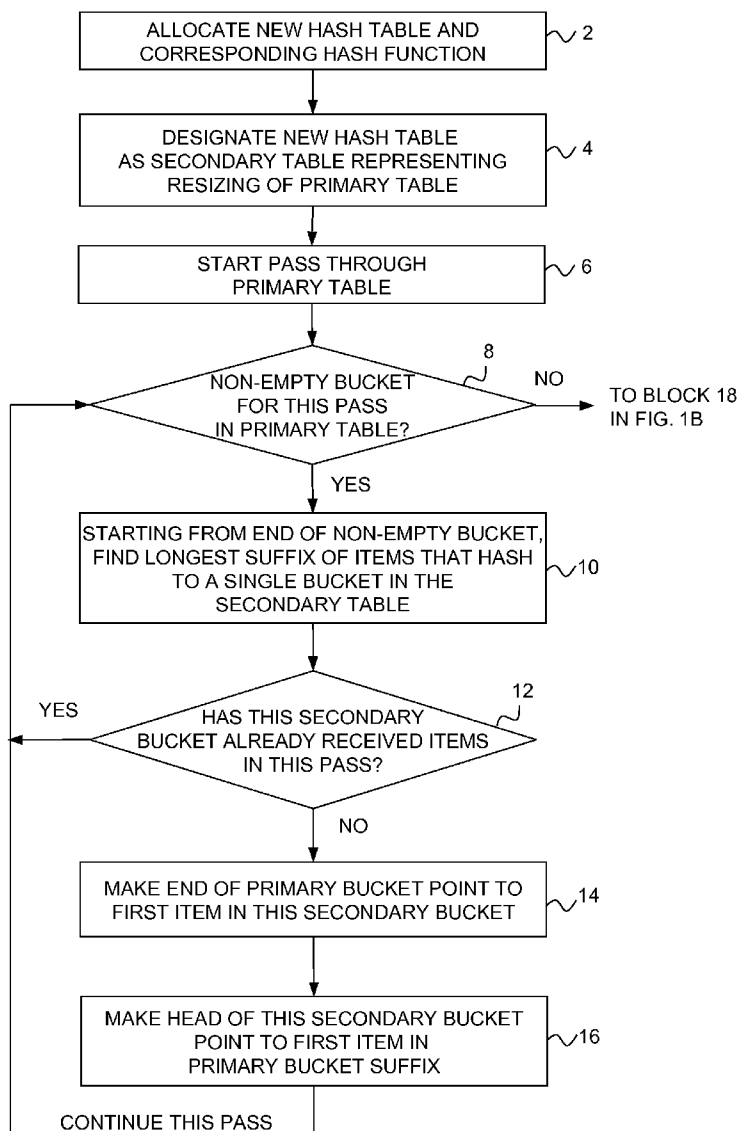 ALLOCATE NEW HASH TABLE AND
CORRESPONDING HASH FUNCTION
2
DESIGNATE NEW HASH TABLE
AS SECONDARY TABLE REPRESENTING
RESIZING OF PRIMARY TABLE
4
START PASS THROUGH
PRIMARY TABLE
6
8
NON-EMPTY BUCKET
FOR THIS PASS
IN PRIMARY TABLE?
NO
TO BLOCK 18
IN FIG. 1B
YES
STARTING FROM END OF NON-EMPTY BUCKET,
FIND LONGEST SUFFIX OF ITEMS THAT HASH
TO A SINGLE BUCKET IN THE
SECONDARY TABLE
10
12
YES
HAS THIS SECONDARY
BUCKET ALREADY RECEIVED ITEMS
IN THIS PASS?
NO
MAKE END OF PRIMARY BUCKET POINT TO
FIRST ITEM IN THIS SECONDARY BUCKET
14
MAKE HEAD OF THIS SECONDARY BUCKET
POINT TO FIRST ITEM IN
PRIMARY BUCKET SUFFIX
16
CONTINUE THIS PASS